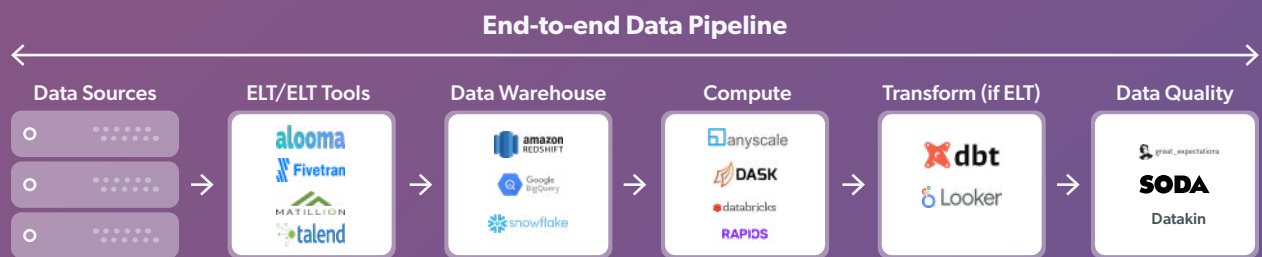 End-to-end Data Pipeline
Data Sources
ELT/ELT Tools
alooma
Fivetran
MATILLION
talend
Data Warehouse
amazon
REDSHIFT
Google
BigQuery
snowflake
Compute
anyscale
DASK
databricks
RAPIDS
Transform (if ELT)
dbt
Looker
Data Quality
great_expectations
SODA
Datakin